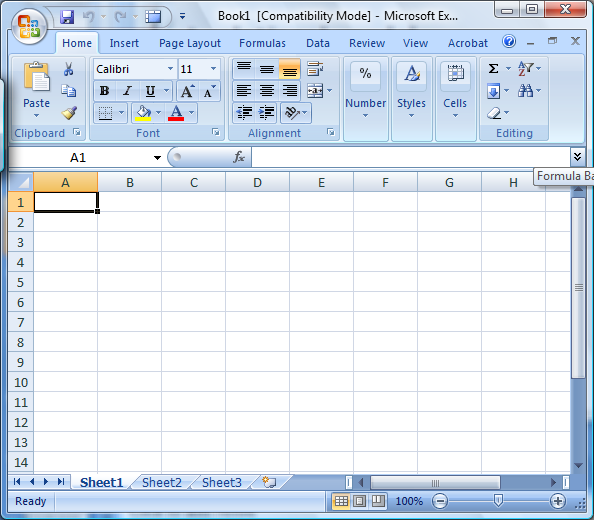 Book1 [Compatibility Mode] - Microsoft Ex...
Home Insert Page Layout Formulas Data Review View Acrobat
Calibri 11
Paste B I U A A % Number Styles Cells Σ
A
Clipboard Font Alignment Editing
A1 fx
Formula Ba
A B C D E F G H
1
2
3
4
5
6
7
8
9
10
11
12
13
14
Sheet1 Sheet2 Sheet3
Ready 100%